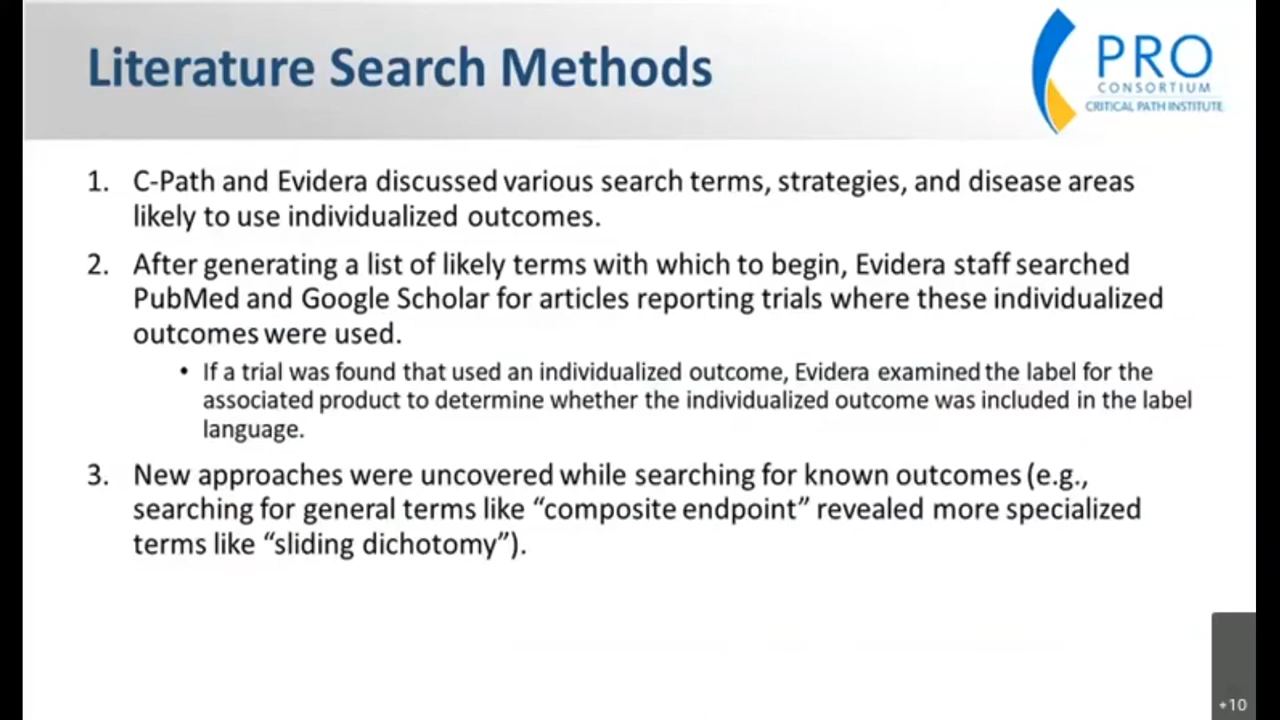 Literature Search Methods
PRO
CONSORTIUM
CRITICAL PATH INSTITUTE
1. C-Path and Evidera discussed various search terms, strategies, and disease areas
likely to use individualized outcomes.
2. After generating a list of likely terms with which to begin, Evidera staff searched
PubMed and Google Scholar for articles reporting trials where these individualized
outcomes were used.
• If a trial was found that used an individualized outcome, Evidera examined the label for the
associated product to determine whether the individualized outcome was included in the label
language.
3. New approaches were uncovered while searching for known outcomes (e.g.,
searching for general terms like “composite endpoint” revealed more specialized
terms like “sliding dichotomy”).
+10